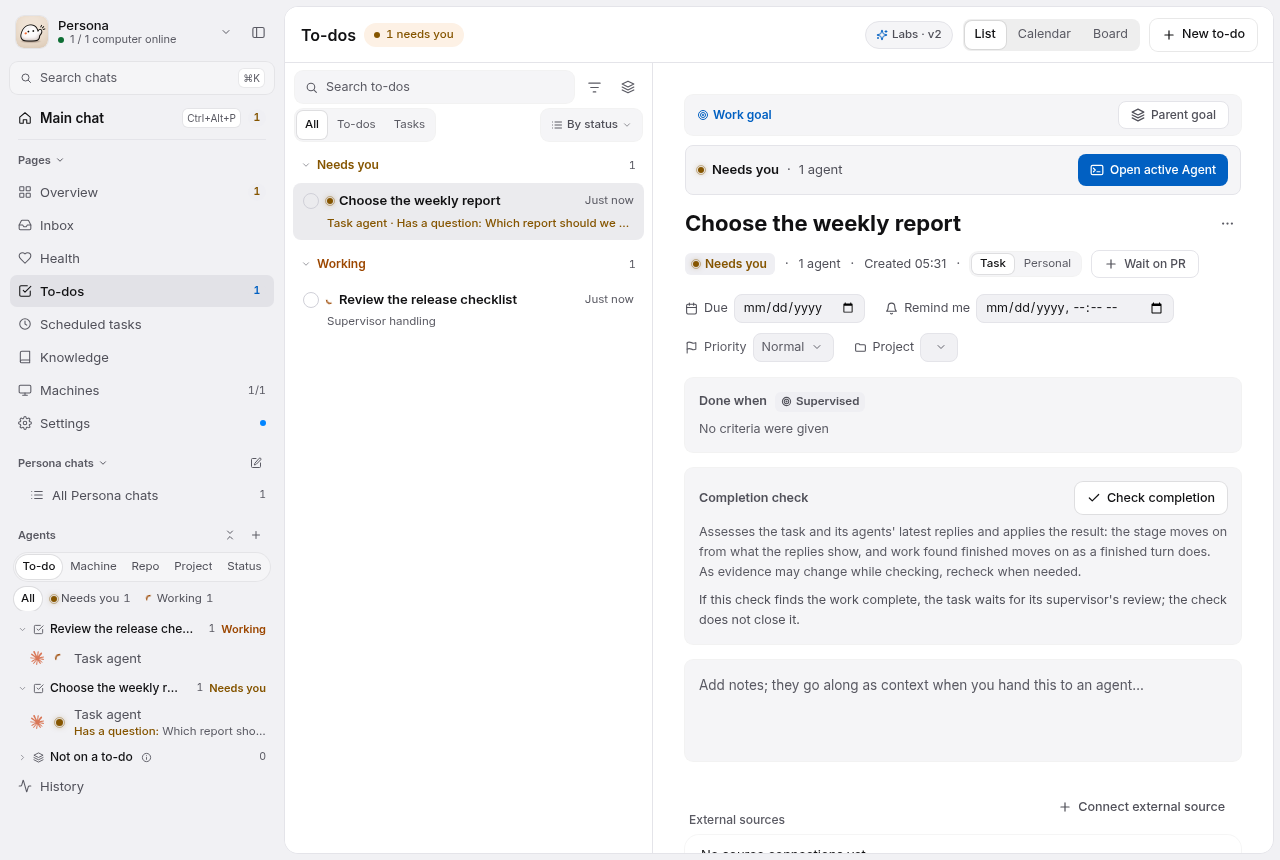 Persona
1 / 1 computer online
Search chats
⌘K
Main chat
Ctrl+Alt+P
1
Pages
Overview
1
Inbox
Health
To-dos
1
Scheduled tasks
Knowledge
Machines
1/1
Settings
Persona chats
All Persona chats
1
Agents
To-do
Machine
Repo
Project
Status
All
Needs you 1
Working 1
Review the release che...
1 Working
Task agent
Choose the weekly r...
1 Needs you
Task agent
Has a question: Which report sho...
Not on a to-do
0
History
To-dos
1 needs you
Labs · v2
List
Calendar
Board
New to-do
Search to-dos
All
To-dos
Tasks
By status
Needs you
1
Choose the weekly report
Just now
Task agent · Has a question: Which report should we ...
Working
1
Review the release checklist
Just now
Supervisor handling
Work goal
Parent goal
Needs you · 1 agent
Open active Agent
Choose the weekly report
Needs you · 1 agent · Created 05:31 ·
Task
Personal
Wait on PR
Due
mm/dd/yyyy
Remind me
mm/dd/yyyy, --:-- --
Priority
Normal
Project
Done when
Supervised
No criteria were given
Completion check
Check completion
Assesses the task and its agents' latest replies and applies the result: the stage moves on
from what the replies show, and work found finished moves on as a finished turn does.
As evidence may change while checking, recheck when needed.
If this check finds the work complete, the task waits for its supervisor's review; the check
does not close it.
Add notes; they go along as context when you hand this to an agent...
Connect external source
External sources
No source connections yet